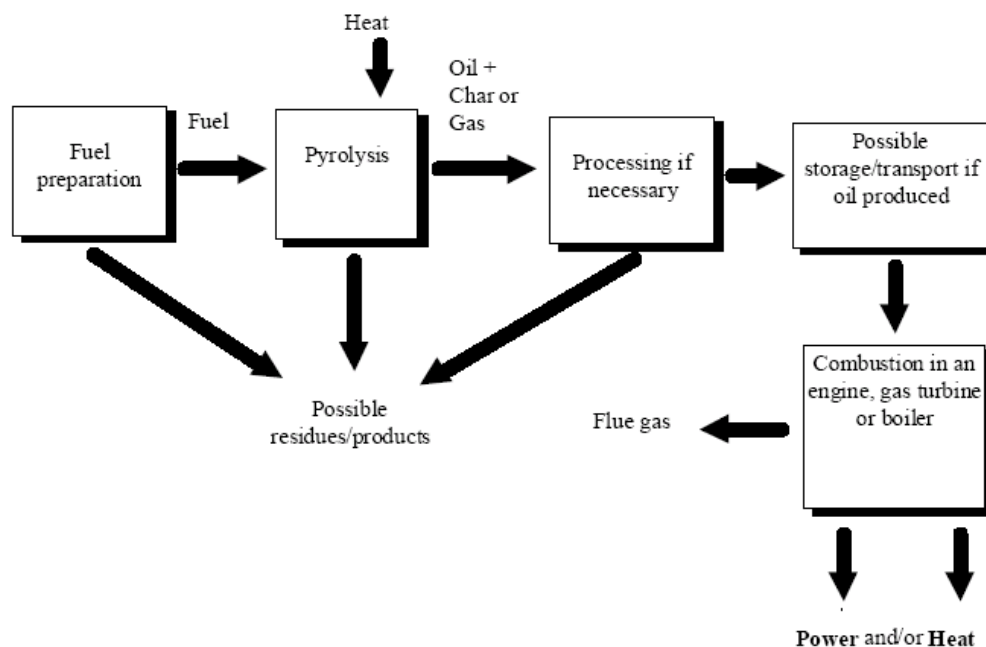 Heat
Oil +
Char or
Gas
Fuel
Fuel
preparation
Pyrolysis
Processing if
necessary
Possible
storage/transport if
oil produced
Possible
residues/products
Flue gas
Combustion in an
engine, gas turbine
or boiler
Power and/or Heat